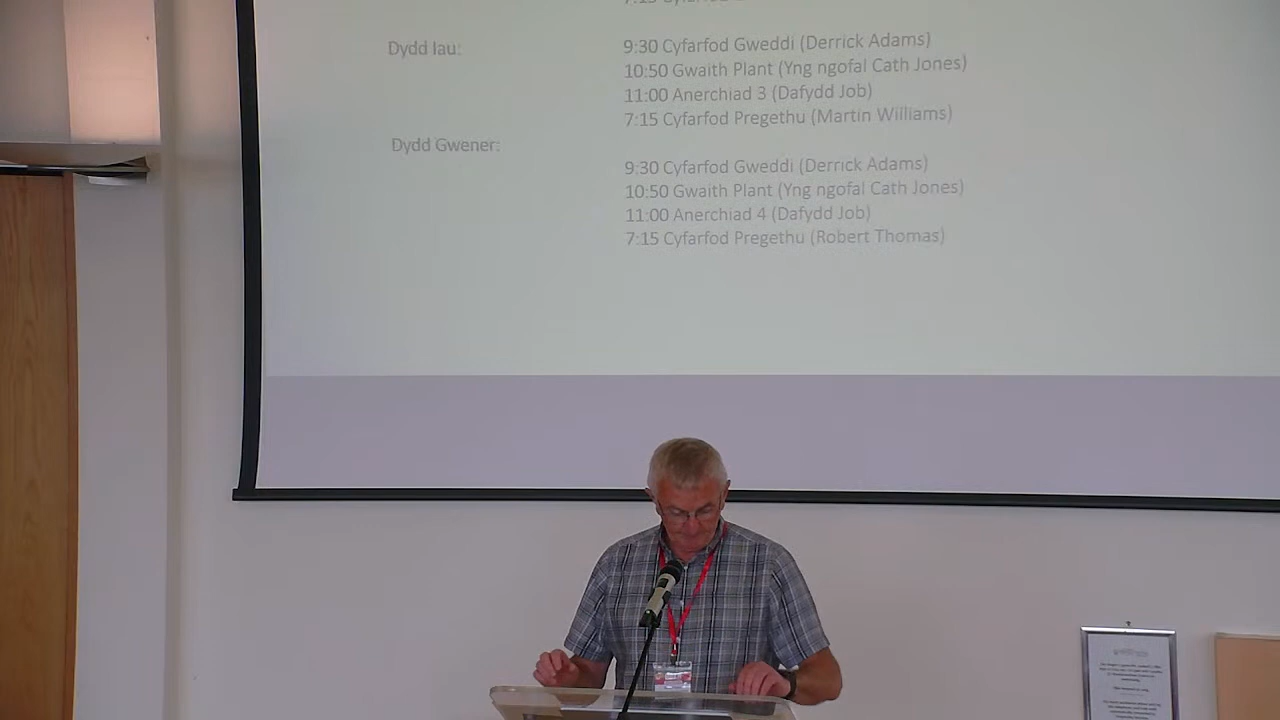 7:15
Dydd Iau:
9:30 Cyfarfod Gweddi (Derrick Adams)
10:50 Gwaith Plant (Yng ngofal Cath Jones)
11:00 Anerchiad 3 (Dafydd Job)
7:15 Cyfarfod Pregethu (Martin Williams)
Dydd Gwener:
9:30 Cyfarfod Gweddi (Derrick Adams)
10:50 Gwaith Plant (Yng ngofal Cath Jones)
11:00 Anerchiad 4 (Dafydd Job)
7:15 Cyfarfod Pregethu (Robert Thomas)